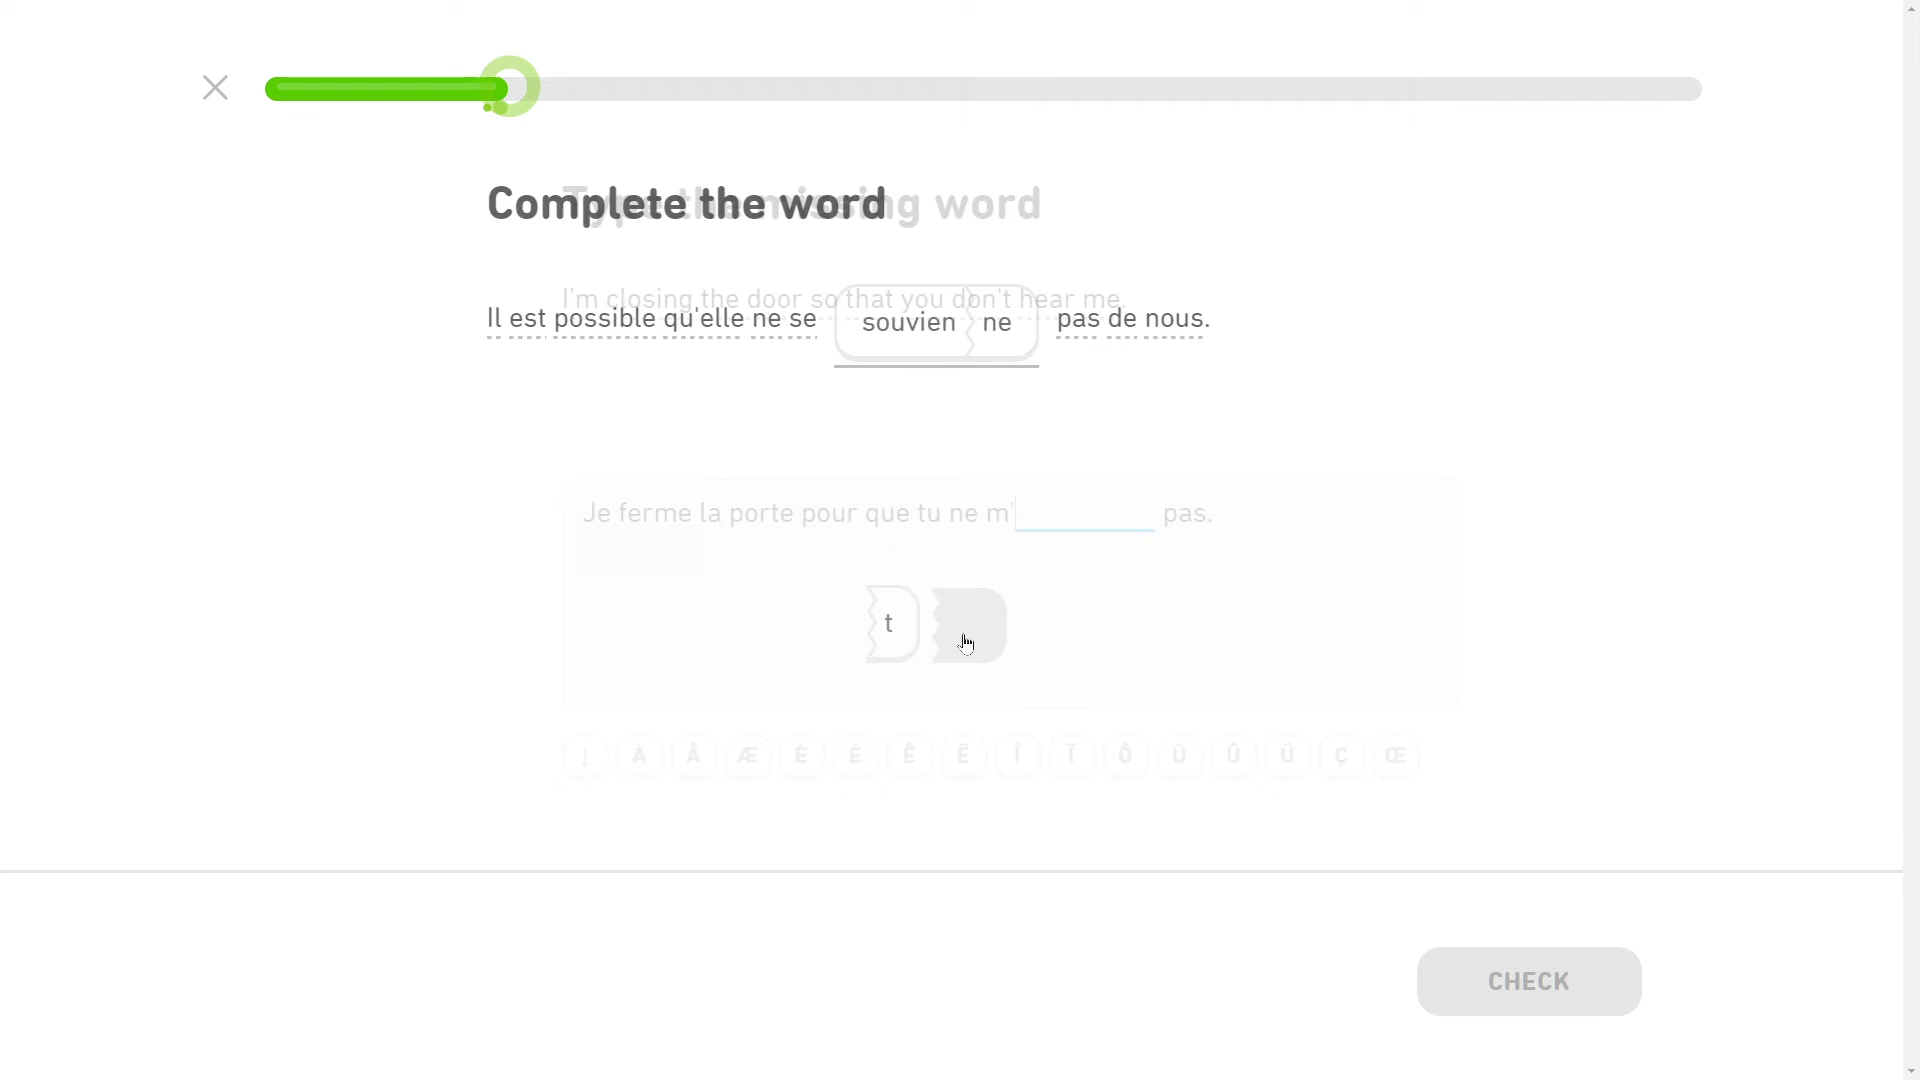 Complete the word
Type the missing word
I'm closing the door so that you don't hear me.
Il est possible qu'elle ne se souvien ne pas de nous.
Je ferme la porte pour que tu ne m' pas.
t
↓ À Â Æ È É Ê Ë Î Ï Ô Ù Û Ü Ç Œ
CHECK